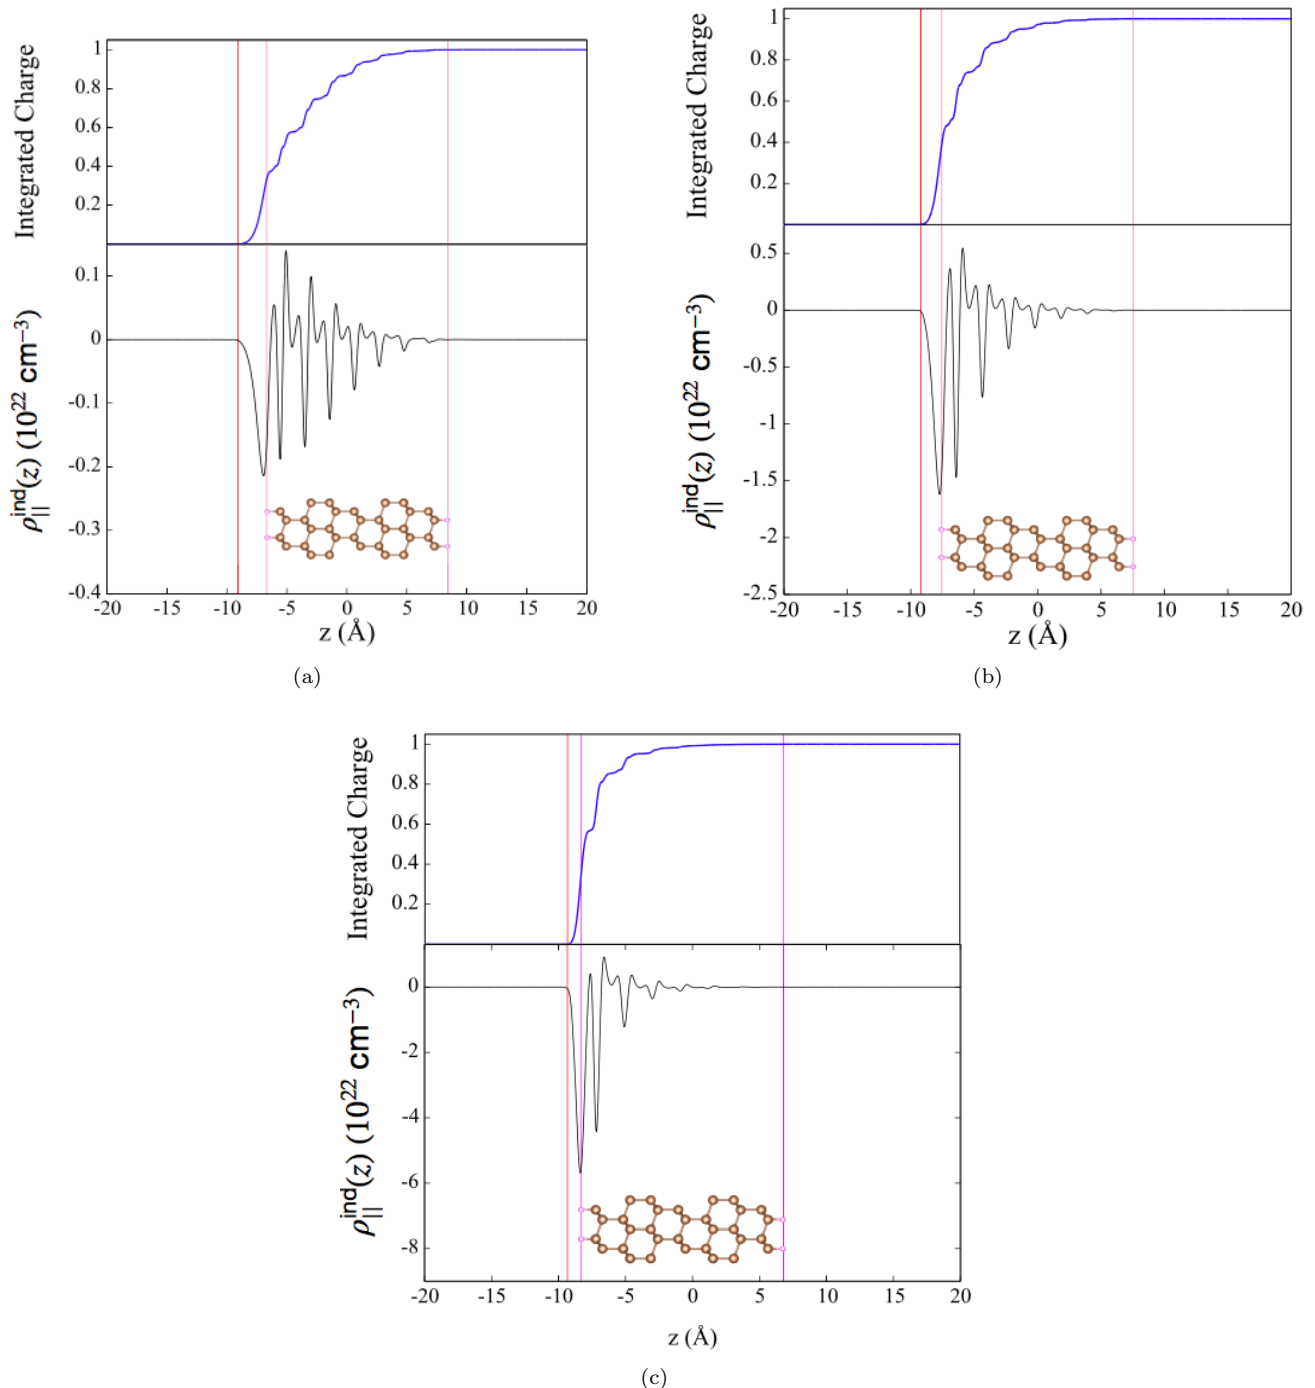 Integrated Charge
1
0.8
0.6
0.4
0.2
ρ||^ind(z) (10^22 cm−3)
0.1
0
-0.1
-0.2
-0.3
-0.4
-20 -15 -10 -5 0 5 10 15 20
z (Å)
(a)
Integrated Charge
1
0.8
0.6
0.4
0.2
ρ||^ind(z) (10^22 cm−3)
0.5
0
-0.5
-1
-1.5
-2
-2.5
-20 -15 -10 -5 0 5 10 15 20
z (Å)
(b)
Integrated Charge
1
0.8
0.6
0.4
0.2
ρ||^ind(z) (10^22 cm−3)
0
-2
-4
-6
-8
-20 -15 -10 -5 0 5 10 15 20
z (Å)
(c)